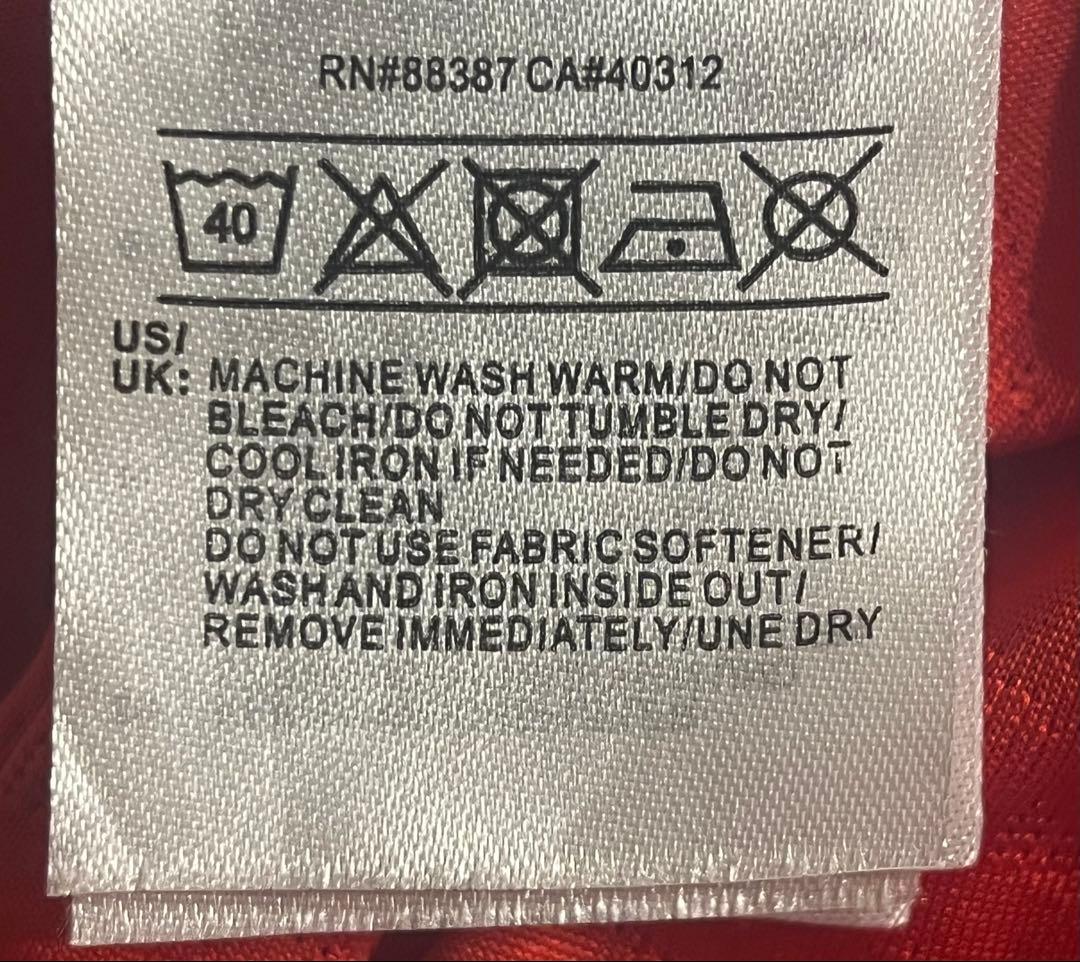 RN#88387 CA#40312
40
US/
UK: MACHINE WASH WARM/DO NOT
BLEACH/DO NOT TUMBLE DRY/
COOL IRON IF NEEDED/DO NOT
DRY CLEAN
DO NOT USE FABRIC SOFTENER/
WASH AND IRON INSIDE OUT/
REMOVE IMMEDIATELY/UNE DRY